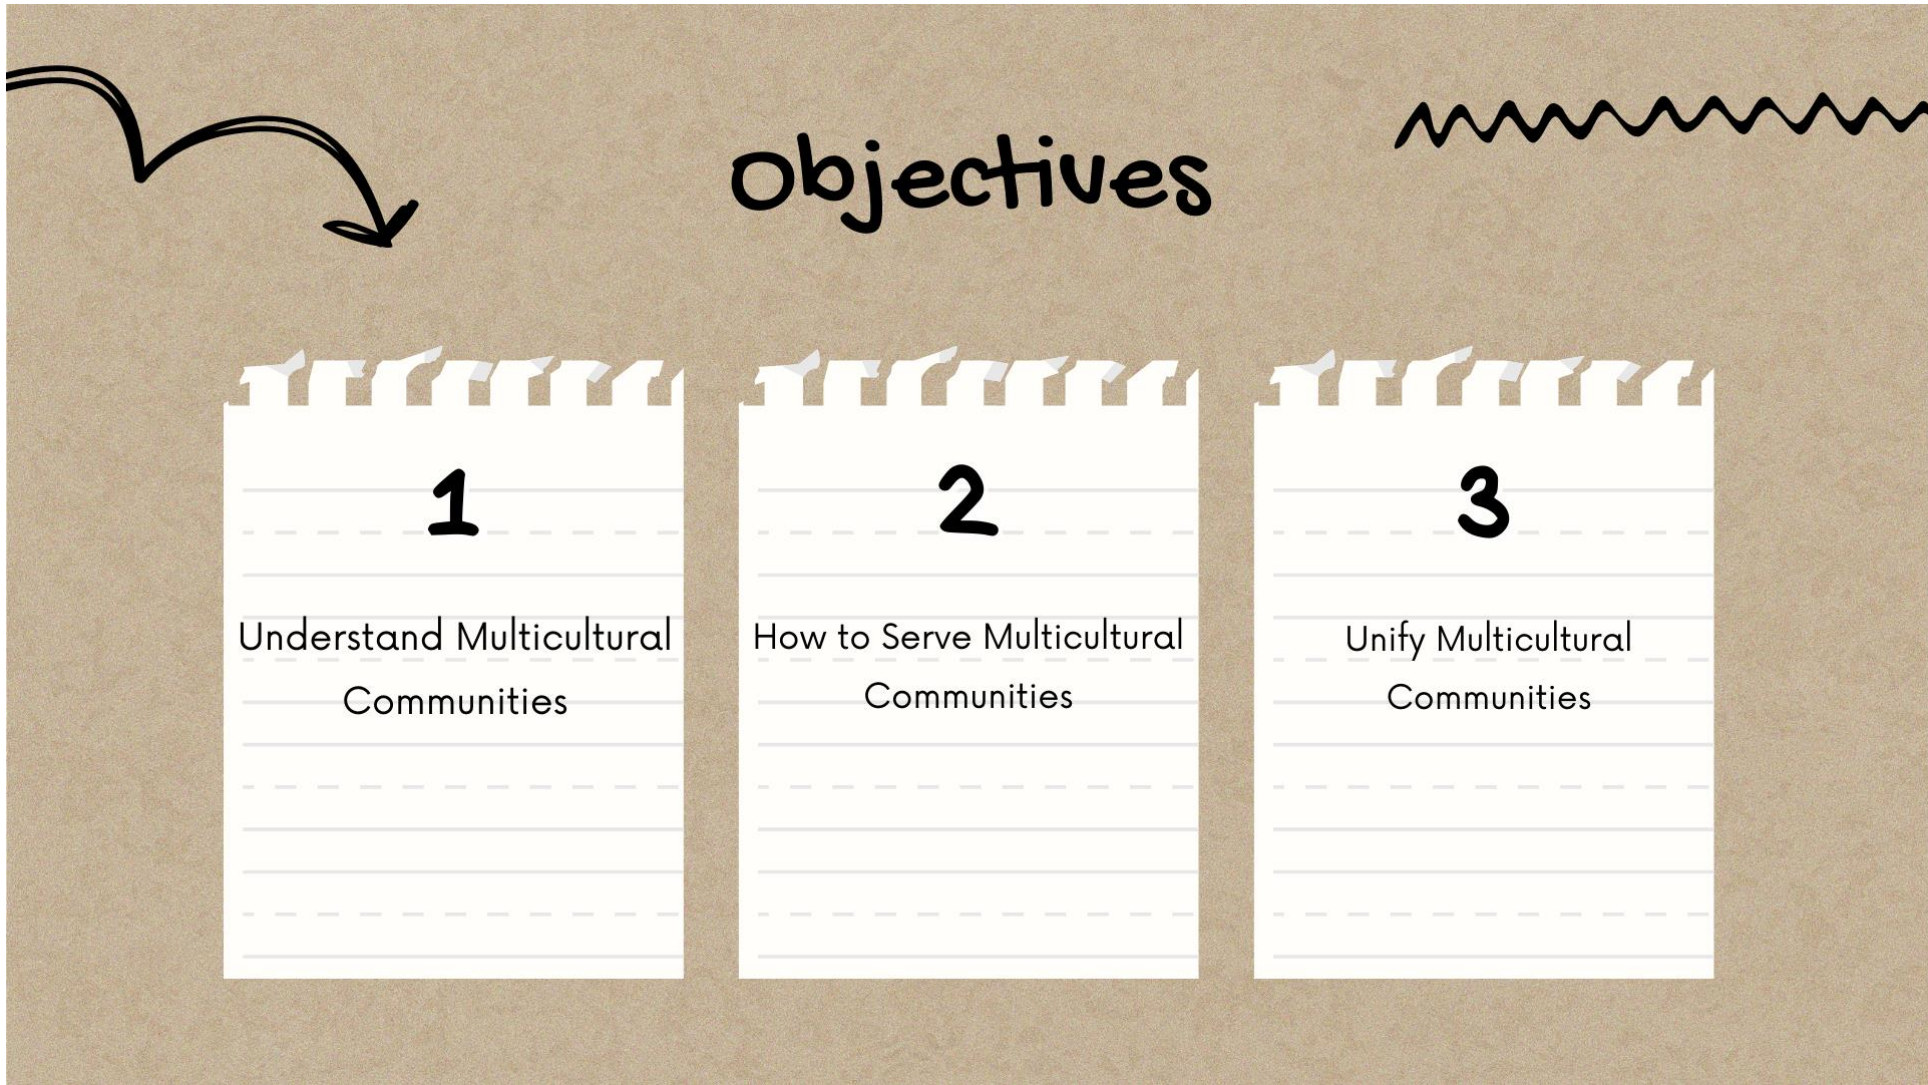 Objectives
1
Understand Multicultural
Communities
2
How to Serve Multicultural
Communities
3
Unify Multicultural
Communities